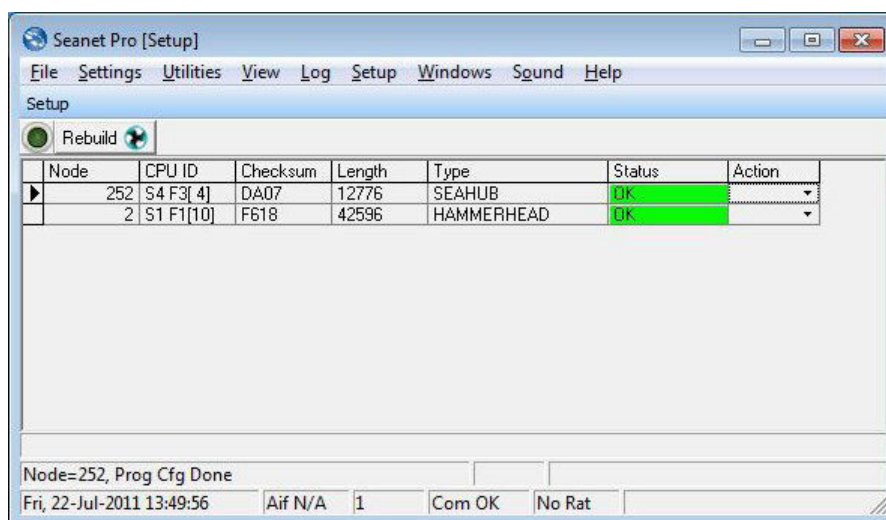 Seanet Pro [Setup]
File Settings Utilities View Log Setup Windows Sound Help
Setup
Rebuild
Node CPU ID Checksum Length Type Status Action
252 S4 F3[ 4] DA07 12776 SEAHUB OK
2 S1 F1[10] F618 42596 HAMMERHEAD OK
Node=252, Prog Cfg Done
Fri, 22-Jul-2011 13:49:56 Aif N/A 1 Com OK No Rat